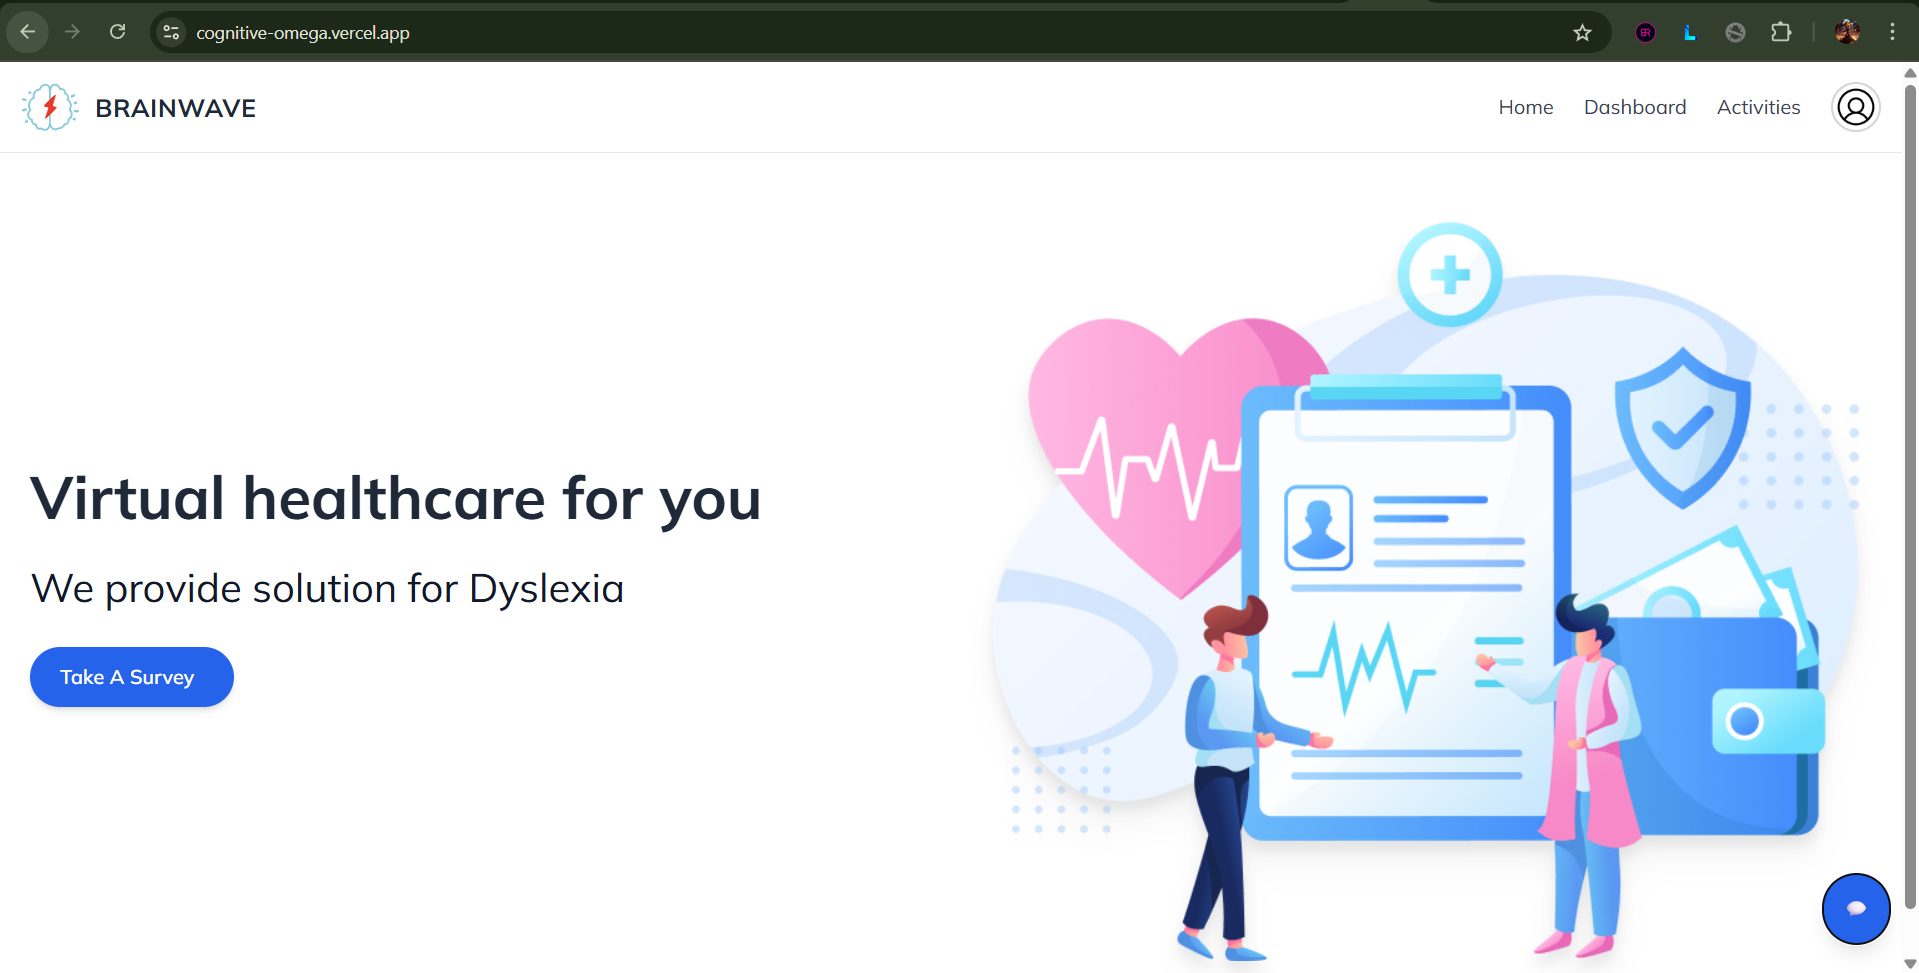 cognitive-omega.vercel.app
BRAINWAVE
Home Dashboard Activities
Virtual healthcare for you
We provide solution for Dyslexia
Take A Survey